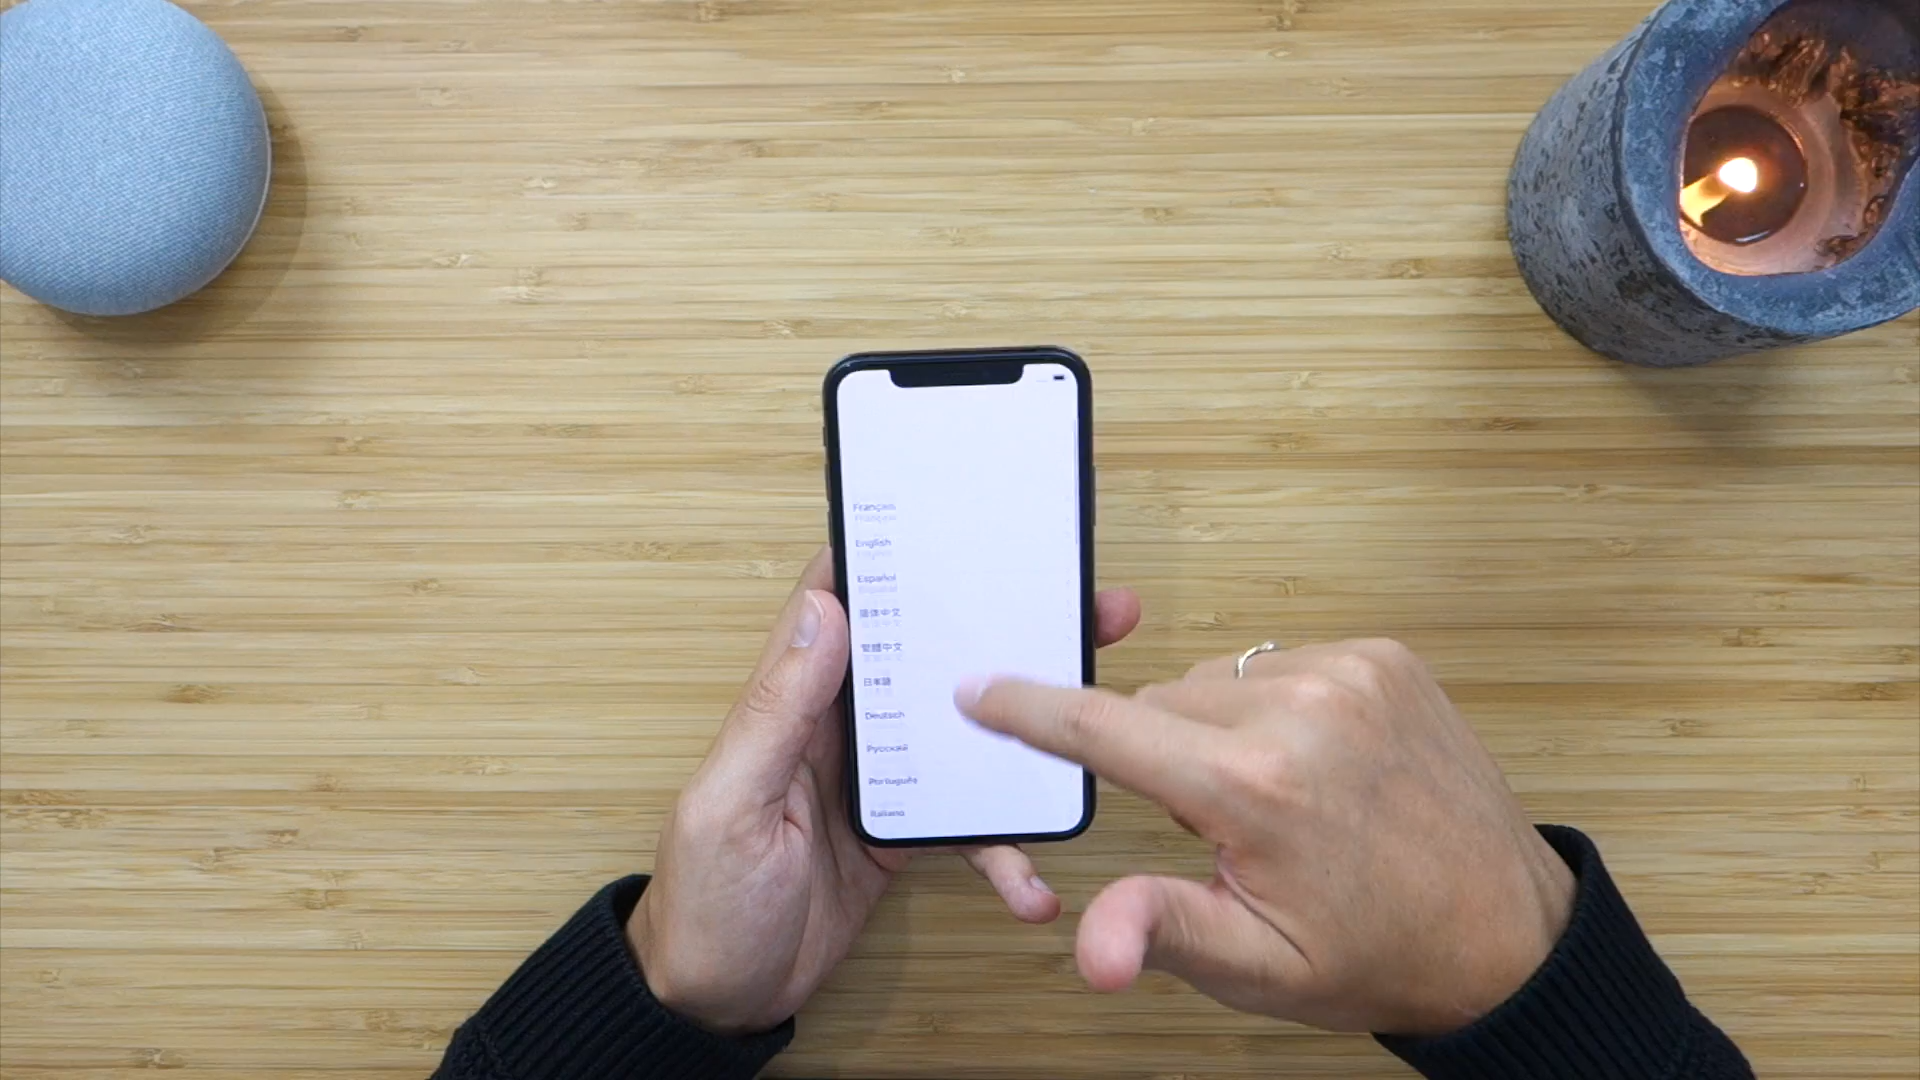 Français
English
Español
简体中文
繁體中文
日本語
Deutsch
Русский
Português
Italiano